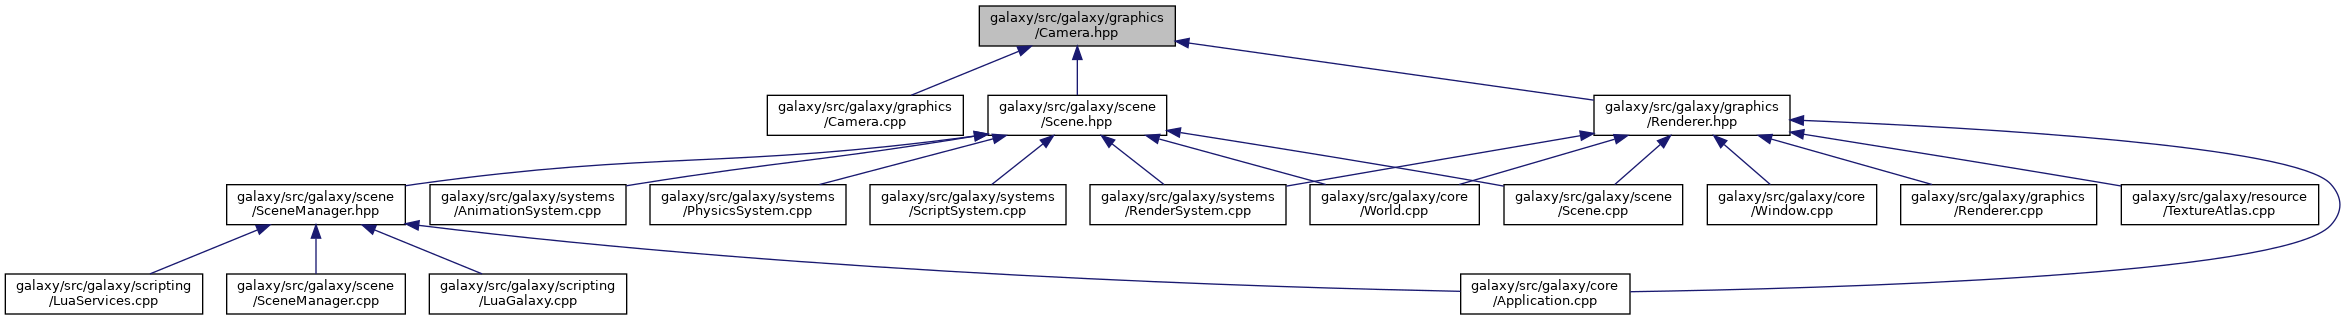 galaxy/src/galaxy/graphics
/Camera.hpp
galaxy/src/galaxy/graphics
/Camera.cpp
galaxy/src/galaxy/scene
/Scene.hpp
galaxy/src/galaxy/graphics
/Renderer.hpp
galaxy/src/galaxy/scene
/SceneManager.hpp
galaxy/src/galaxy/systems
/AnimationSystem.cpp
galaxy/src/galaxy/systems
/PhysicsSystem.cpp
galaxy/src/galaxy/systems
/ScriptSystem.cpp
galaxy/src/galaxy/systems
/RenderSystem.cpp
galaxy/src/galaxy/core
/World.cpp
galaxy/src/galaxy/scene
/Scene.cpp
galaxy/src/galaxy/core
/Window.cpp
galaxy/src/galaxy/graphics
/Renderer.cpp
galaxy/src/galaxy/resource
/TextureAtlas.cpp
galaxy/src/galaxy/scripting
/LuaServices.cpp
galaxy/src/galaxy/scene
/SceneManager.cpp
galaxy/src/galaxy/scripting
/LuaGalaxy.cpp
galaxy/src/galaxy/core
/Application.cpp